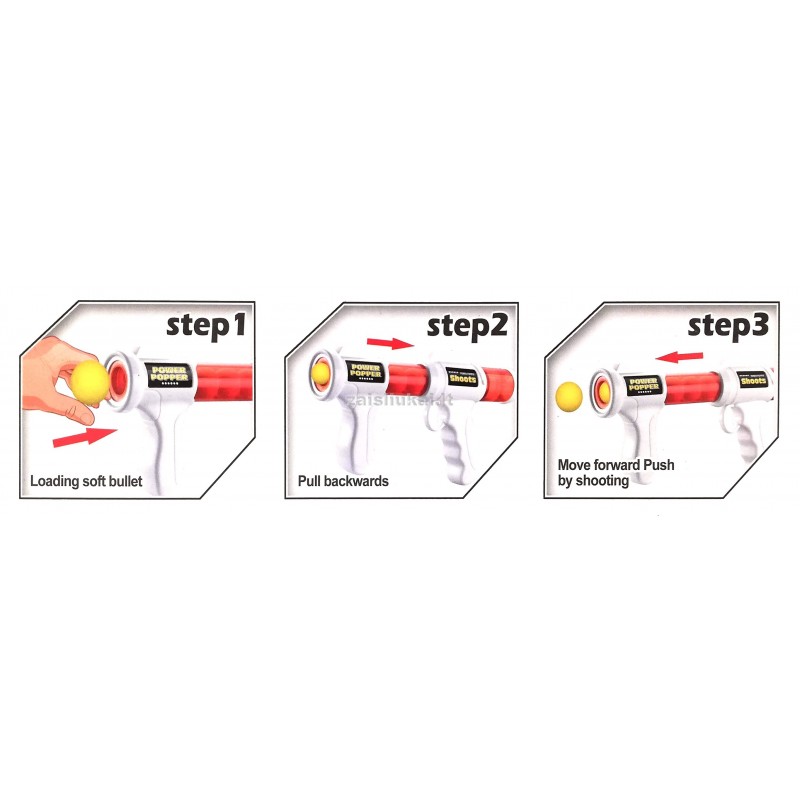 step1
POWER
POPPER
Loading soft bullet
step2
POWER
POPPER
Shoots
zaishukai.lt
Pull backwards
step3
POWER
POPPER
Shoots
Move forward Push
by shooting